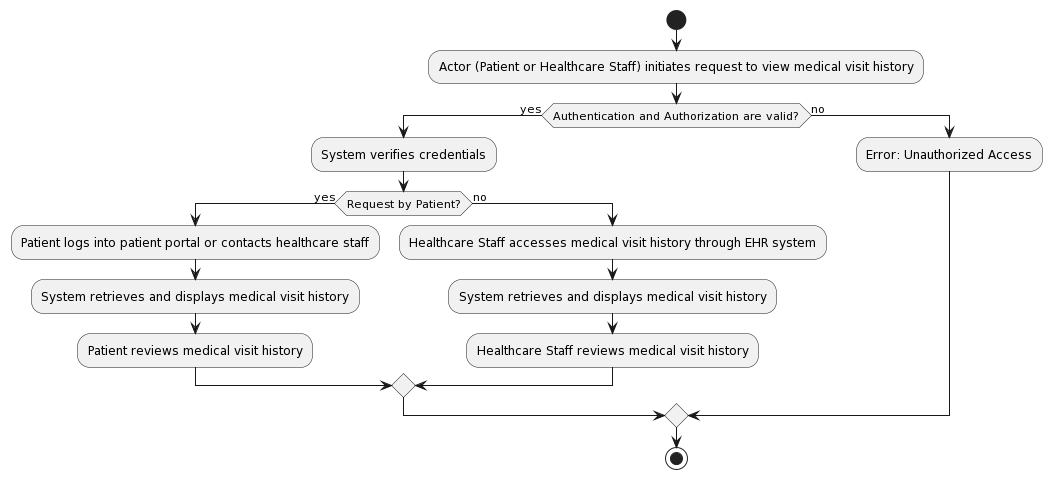 Actor (Patient or Healthcare Staff) initiates request to view medical visit history
yes
Authentication and Authorization are valid?
no
System verifies credentials
Error: Unauthorized Access
yes
Request by Patient?
no
Patient logs into patient portal or contacts healthcare staff
Healthcare Staff accesses medical visit history through EHR system
System retrieves and displays medical visit history
System retrieves and displays medical visit history
Patient reviews medical visit history
Healthcare Staff reviews medical visit history